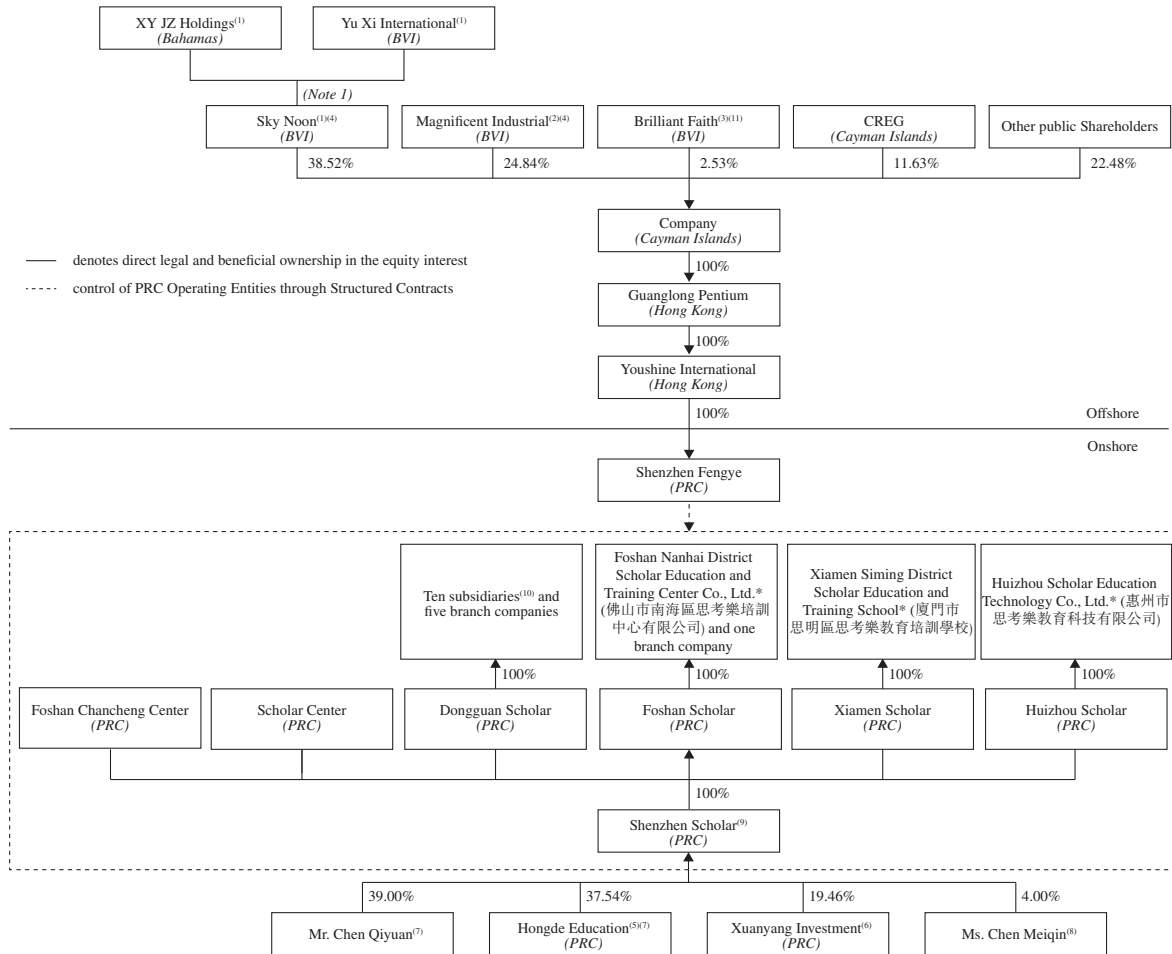 XY JZ Holdings(1)
(Bahamas)
Yu Xi International(1)
(BVI)
(Note 1)
Sky Noon(1)(4)
(BVI)
Magnificent Industrial(2)(4)
(BVI)
Brilliant Faith(3)(11)
(BVI)
CREG
(Cayman Islands)
Other public Shareholders
38.52%
24.84%
2.53%
11.63%
22.48%
Company
(Cayman Islands)
denotes direct legal and beneficial ownership in the equity interest
control of PRC Operating Entities through Structured Contracts
100%
Guanglong Pentium
(Hong Kong)
100%
Youshine International
(Hong Kong)
100%
Offshore
Onshore
Shenzhen Fengye
(PRC)
Ten subsidiaries(10) and
five branch companies
Foshan Nanhai District
Scholar Education and
Training Center Co., Ltd.*
(佛山市南海區思考樂培訓
中心有限公司) and one
branch company
Xiamen Siming District
Scholar Education and
Training School* (廈門市
思明區思考樂教育培訓學校)
Huizhou Scholar Education
Technology Co., Ltd.* (惠州市
思考樂教育科技有限公司)
100%
100%
100%
100%
Foshan Chancheng Center
(PRC)
Scholar Center
(PRC)
Dongguan Scholar
(PRC)
Foshan Scholar
(PRC)
Xiamen Scholar
(PRC)
Huizhou Scholar
(PRC)
100%
Shenzhen Scholar(9)
(PRC)
39.00%
37.54%
19.46%
4.00%
Mr. Chen Qiyuan(7)
Hongde Education(5)(7)
(PRC)
Xuanyang Investment(6)
(PRC)
Ms. Chen Meiqin(8)